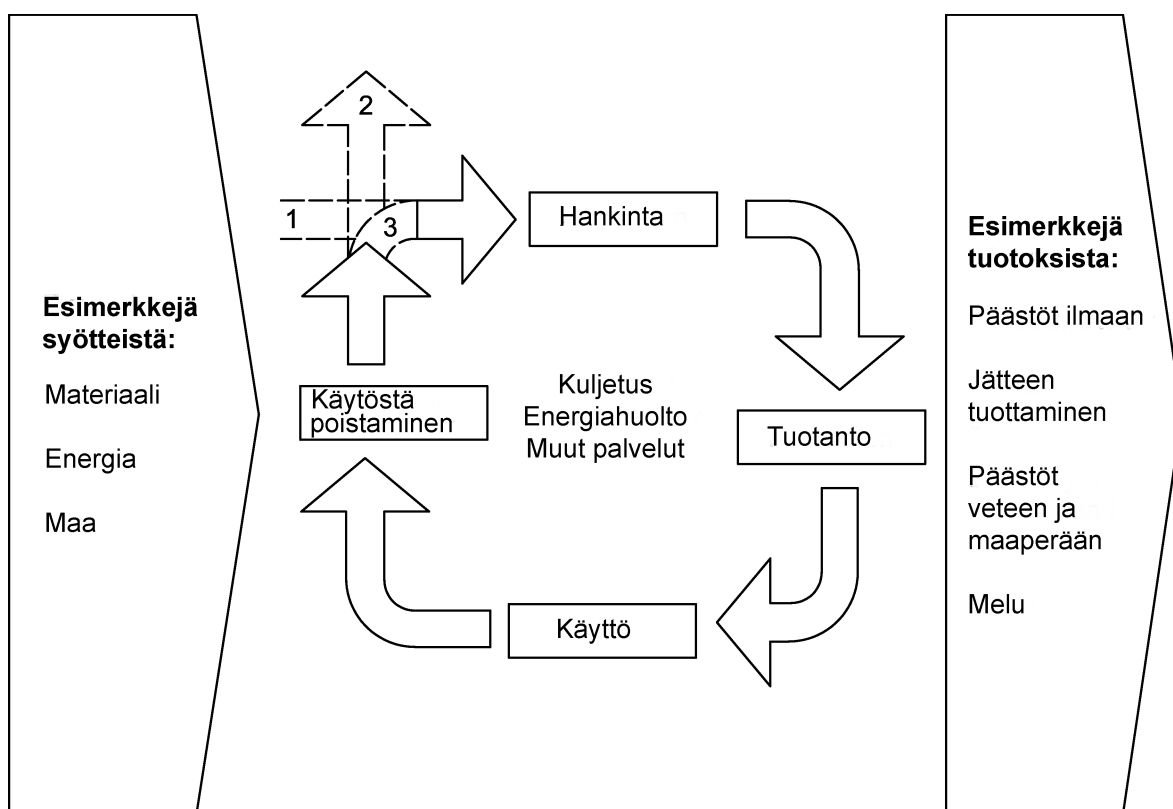 Esimerkkejä
syötteistä:
Materiaali
Energia
Maa
2
1
3
Hankinta
Käytöstä
poistaminen
Kuljetus
Energiahuolto
Muut palvelut
Tuotanto
Käyttö
Esimerkkejä
tuotoksista:
Päästöt ilmaan
Jätteen
tuottaminen
Päästöt
veteen ja
maaperään
Melu